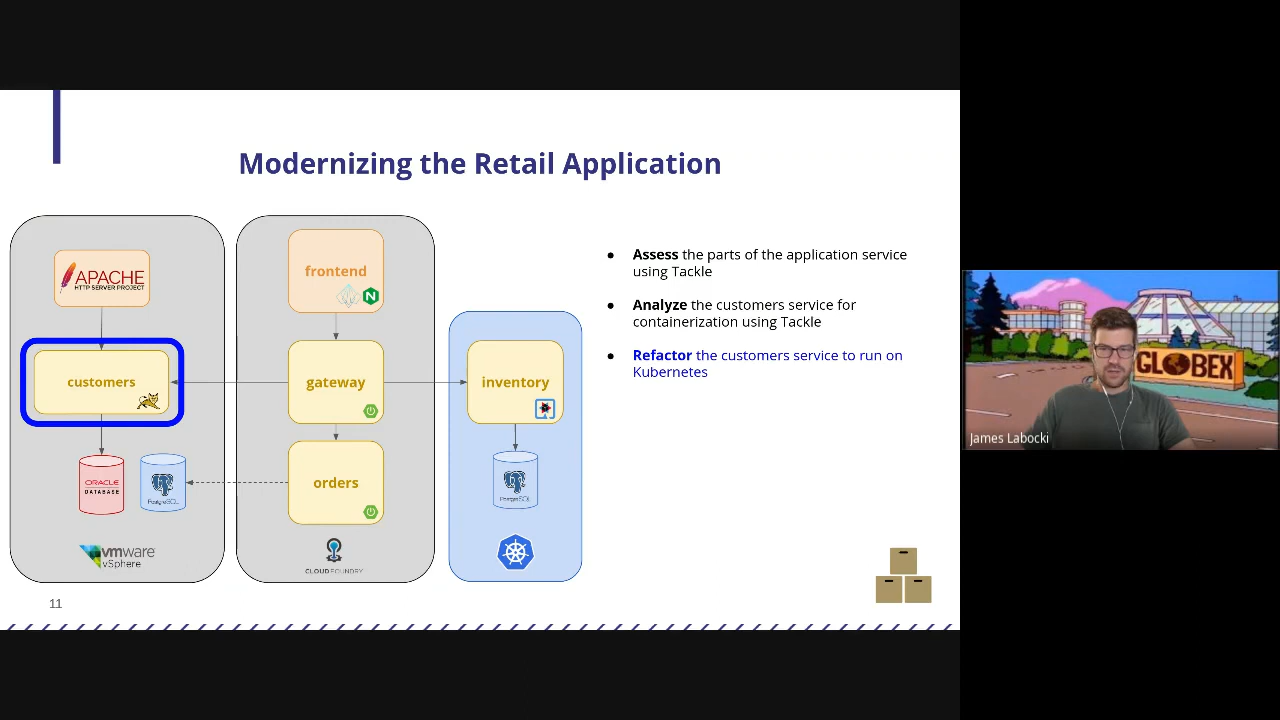 Modernizing the Retail Application
APACHE
HTTP SERVER PROJECT
customers
ORACLE
DATABASE
PostgreSQL
vmware
vSphere
frontend
N
gateway
orders
CLOUD FOUNDRY
inventory
PostgreSQL
● Assess the parts of the application service
using Tackle
● Analyze the customers service for
containerization using Tackle
● Refactor the customers service to run on
Kubernetes
11
GLOBEX
James Labocki